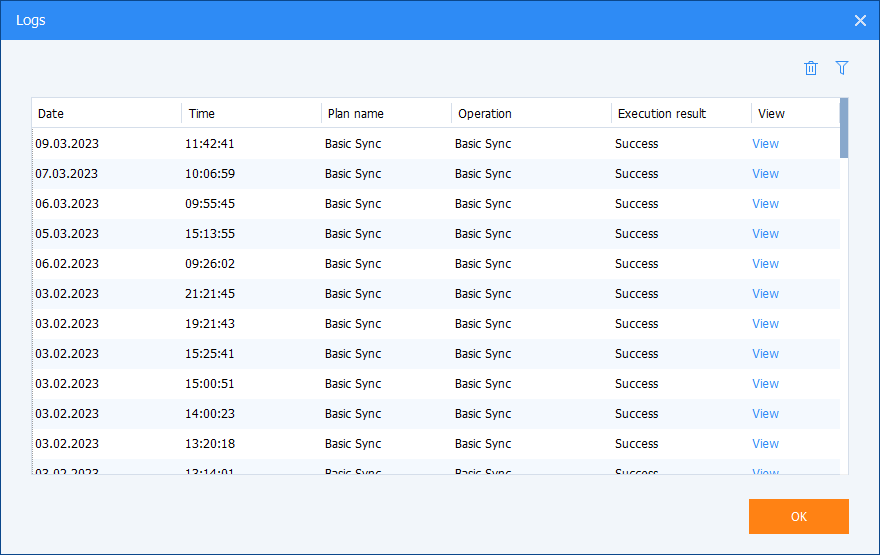 Logs
Date Time Plan name Operation Execution result View
09.03.2023 11:42:41 Basic Sync Basic Sync Success View
07.03.2023 10:06:59 Basic Sync Basic Sync Success View
06.03.2023 09:55:45 Basic Sync Basic Sync Success View
05.03.2023 15:13:55 Basic Sync Basic Sync Success View
06.02.2023 09:26:02 Basic Sync Basic Sync Success View
03.02.2023 21:21:45 Basic Sync Basic Sync Success View
03.02.2023 19:21:43 Basic Sync Basic Sync Success View
03.02.2023 15:25:41 Basic Sync Basic Sync Success View
03.02.2023 15:00:51 Basic Sync Basic Sync Success View
03.02.2023 14:00:23 Basic Sync Basic Sync Success View
03.02.2023 13:20:18 Basic Sync Basic Sync Success View
03.02.2023 13:14:01 Basic Sync Basic Sync Success View
OK